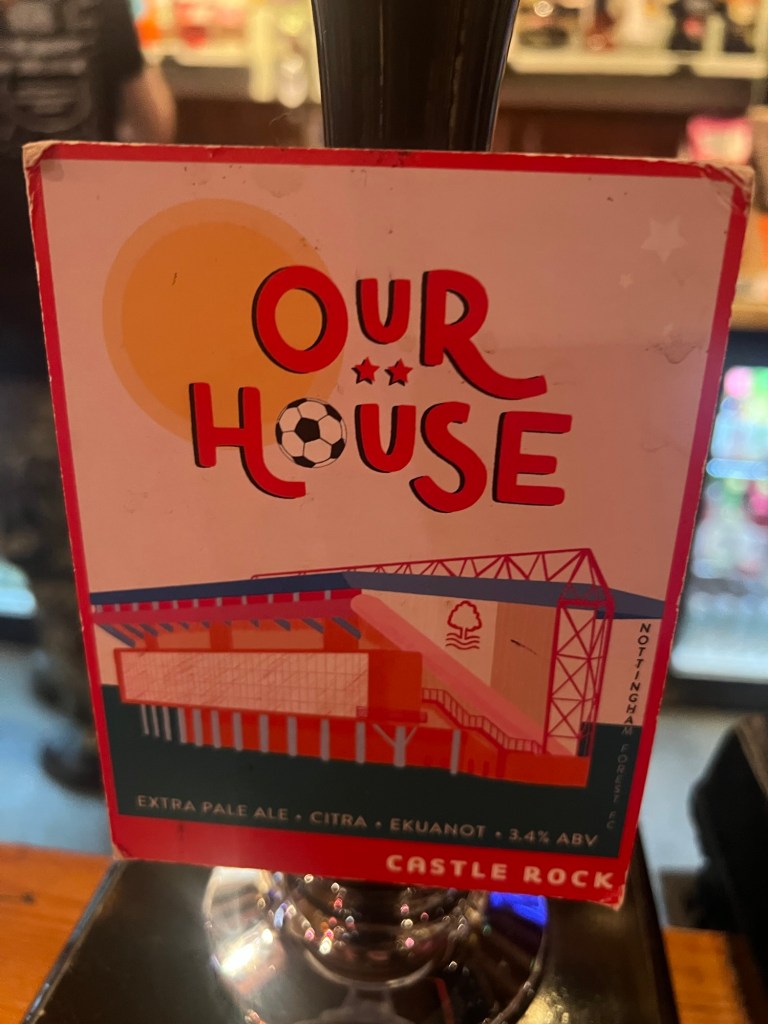 OUR
HOUSE
NOTTINGHAM FOREST FC
EXTRA PALE ALE • CITRA • EKUANOT • 3.4% ABV
CASTLE ROCK